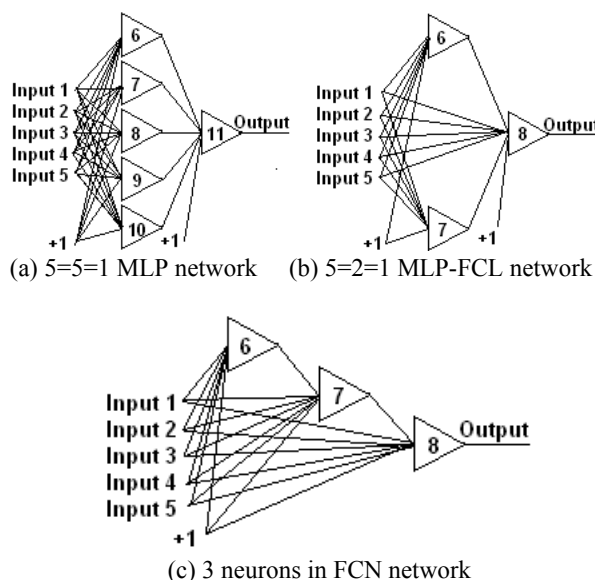 6
7
Input 1
Input 2
Input 3
Input 4
Input 5
+1
8
9
10
11
Output
+1
(a) 5=5=1 MLP network
6
Input 1
Input 2
Input 3
Input 4
Input 5
+1
8
Output
7
+1
(b) 5=2=1 MLP-FCL network
6
7
Input 1
Input 2
Input 3
Input 4
Input 5
+1
8
Output
(c) 3 neurons in FCN network